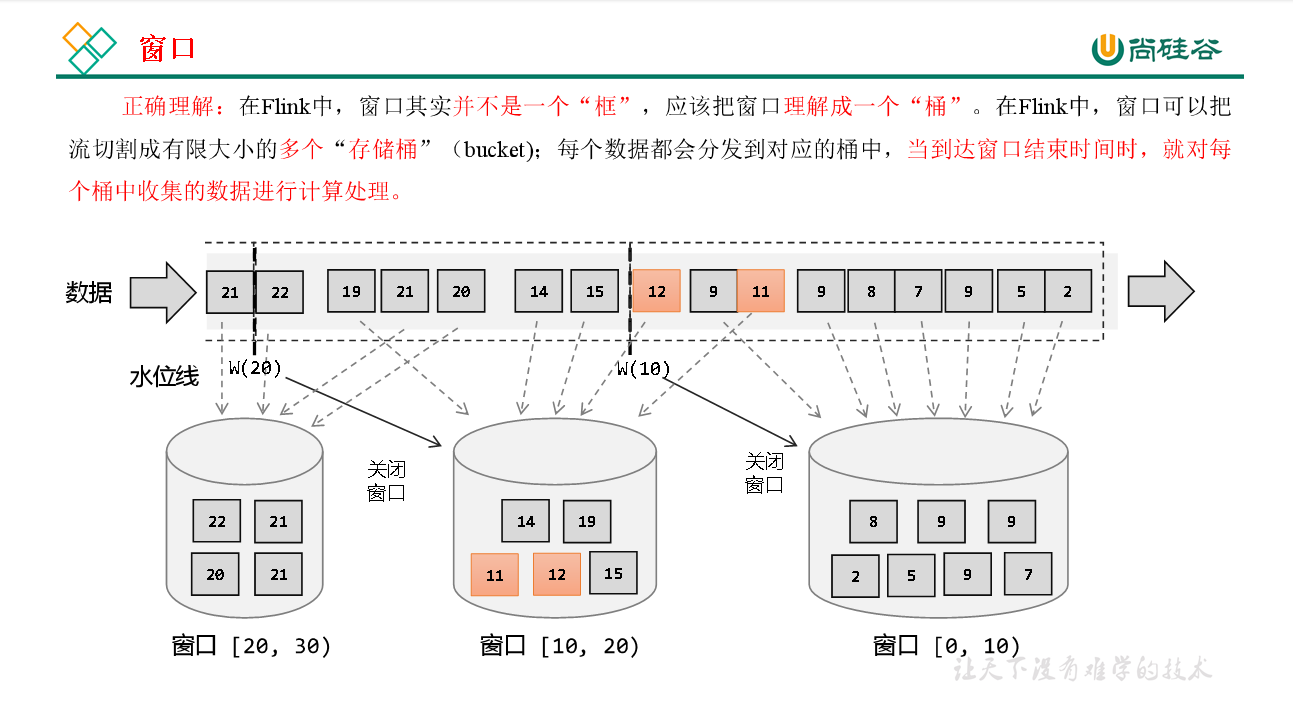 窗口
尚硅谷
正确理解：在Flink中，窗口其实并不是一个“框”，应该把窗口理解成一个“桶”。在Flink中，窗口可以把
流切割成有限大小的多个“存储桶”（bucket)；每个数据都会分发到对应的桶中，当到达窗口结束时间时，就对每
个桶中收集的数据进行计算处理。
数据 21 22 19 21 20 14 15 12 9 11 9 8 7 9 5 2
水位线 W(20) W(10)
关闭
窗口
关闭
窗口
22 21
20 21
14 19
11 12 15
8 9 9
2 5 9 7
窗口 [20, 30)
窗口 [10, 20)
窗口 [0, 10)
让天下没有难学的技术